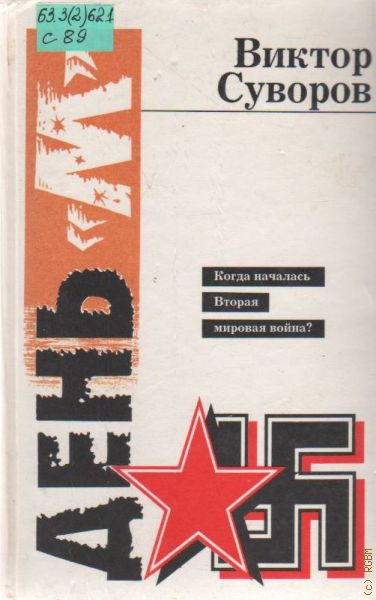 63.3(2)621
С 89
Виктор
Суворов
ДЕНЬ «М»
Когда началась
Вторая
мировая война?
(c) RGBM